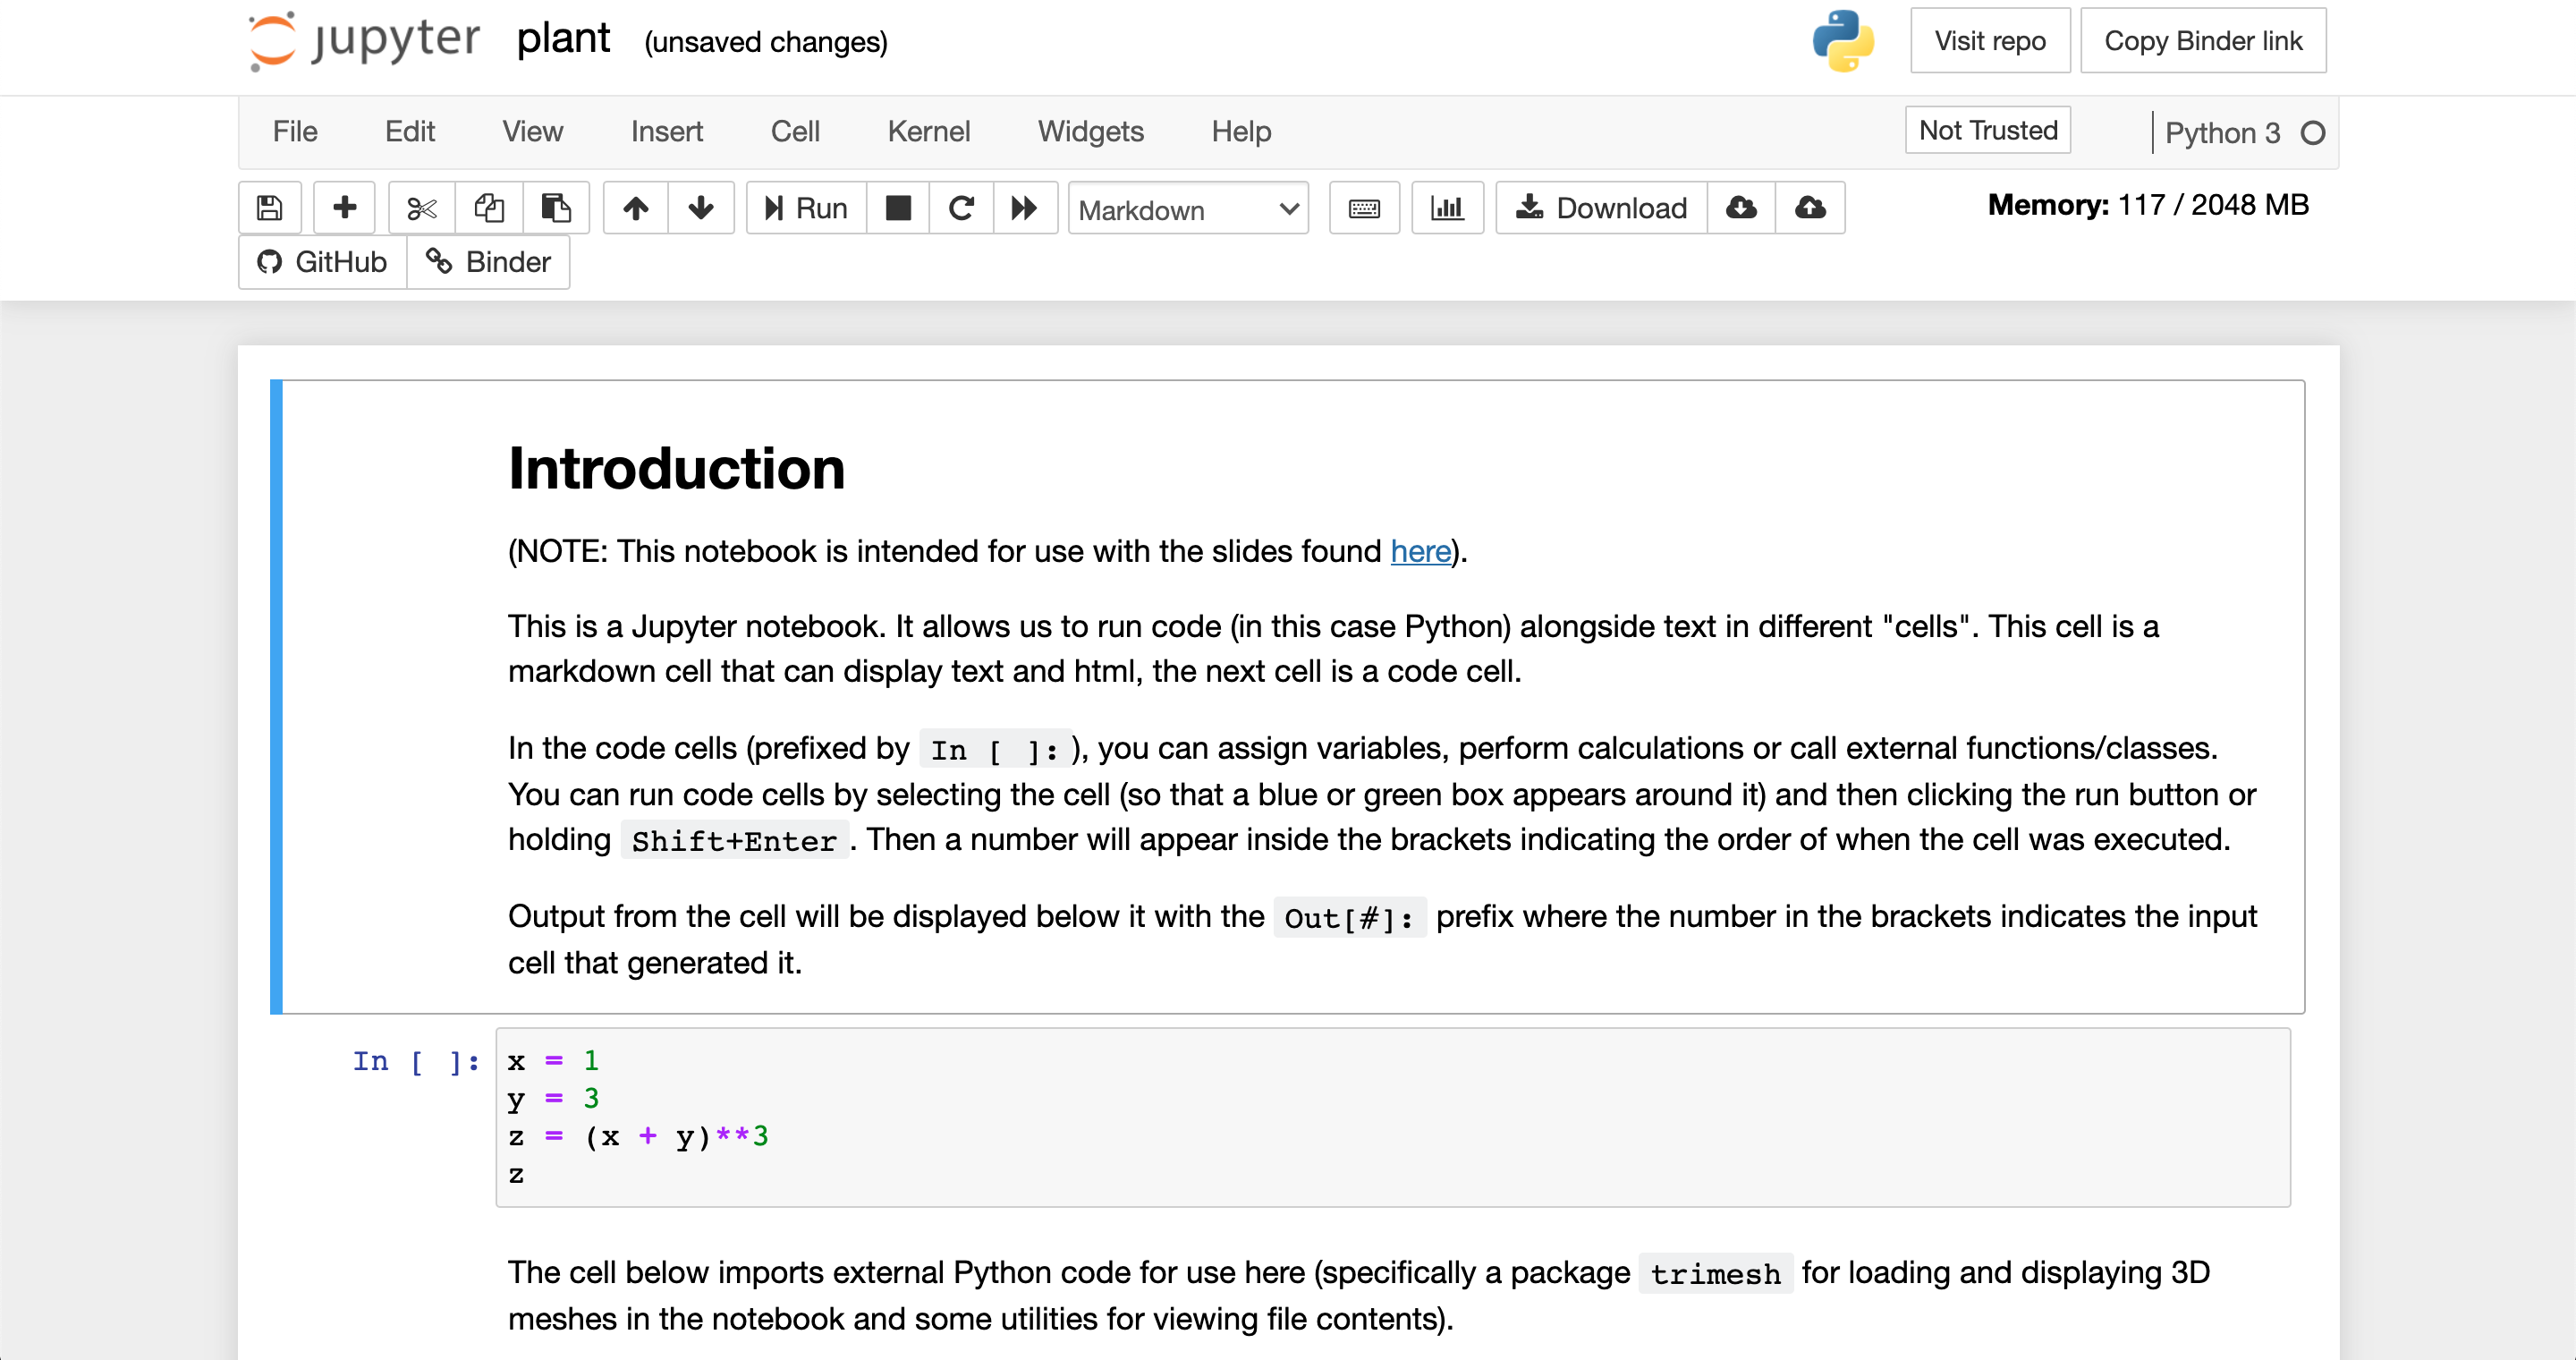 jupyter plant (unsaved changes) Visit repo Copy Binder link
File Edit View Insert Cell Kernel Widgets Help Not Trusted Python 3
Run Markdown Download Memory: 117 / 2048 MB
GitHub Binder
Introduction
(NOTE: This notebook is intended for use with the slides found here).
This is a Jupyter notebook. It allows us to run code (in this case Python) alongside text in different "cells". This cell is a
markdown cell that can display text and html, the next cell is a code cell.
In the code cells (prefixed by In [ ]: ), you can assign variables, perform calculations or call external functions/classes.
You can run code cells by selecting the cell (so that a blue or green box appears around it) and then clicking the run button or
holding Shift+Enter . Then a number will appear inside the brackets indicating the order of when the cell was executed.
Output from the cell will be displayed below it with the Out[#]: prefix where the number in the brackets indicates the input
cell that generated it.
In [ ]: x = 1
y = 3
z = (x + y)**3
z
The cell below imports external Python code for use here (specifically a package trimesh for loading and displaying 3D
meshes in the notebook and some utilities for viewing file contents).